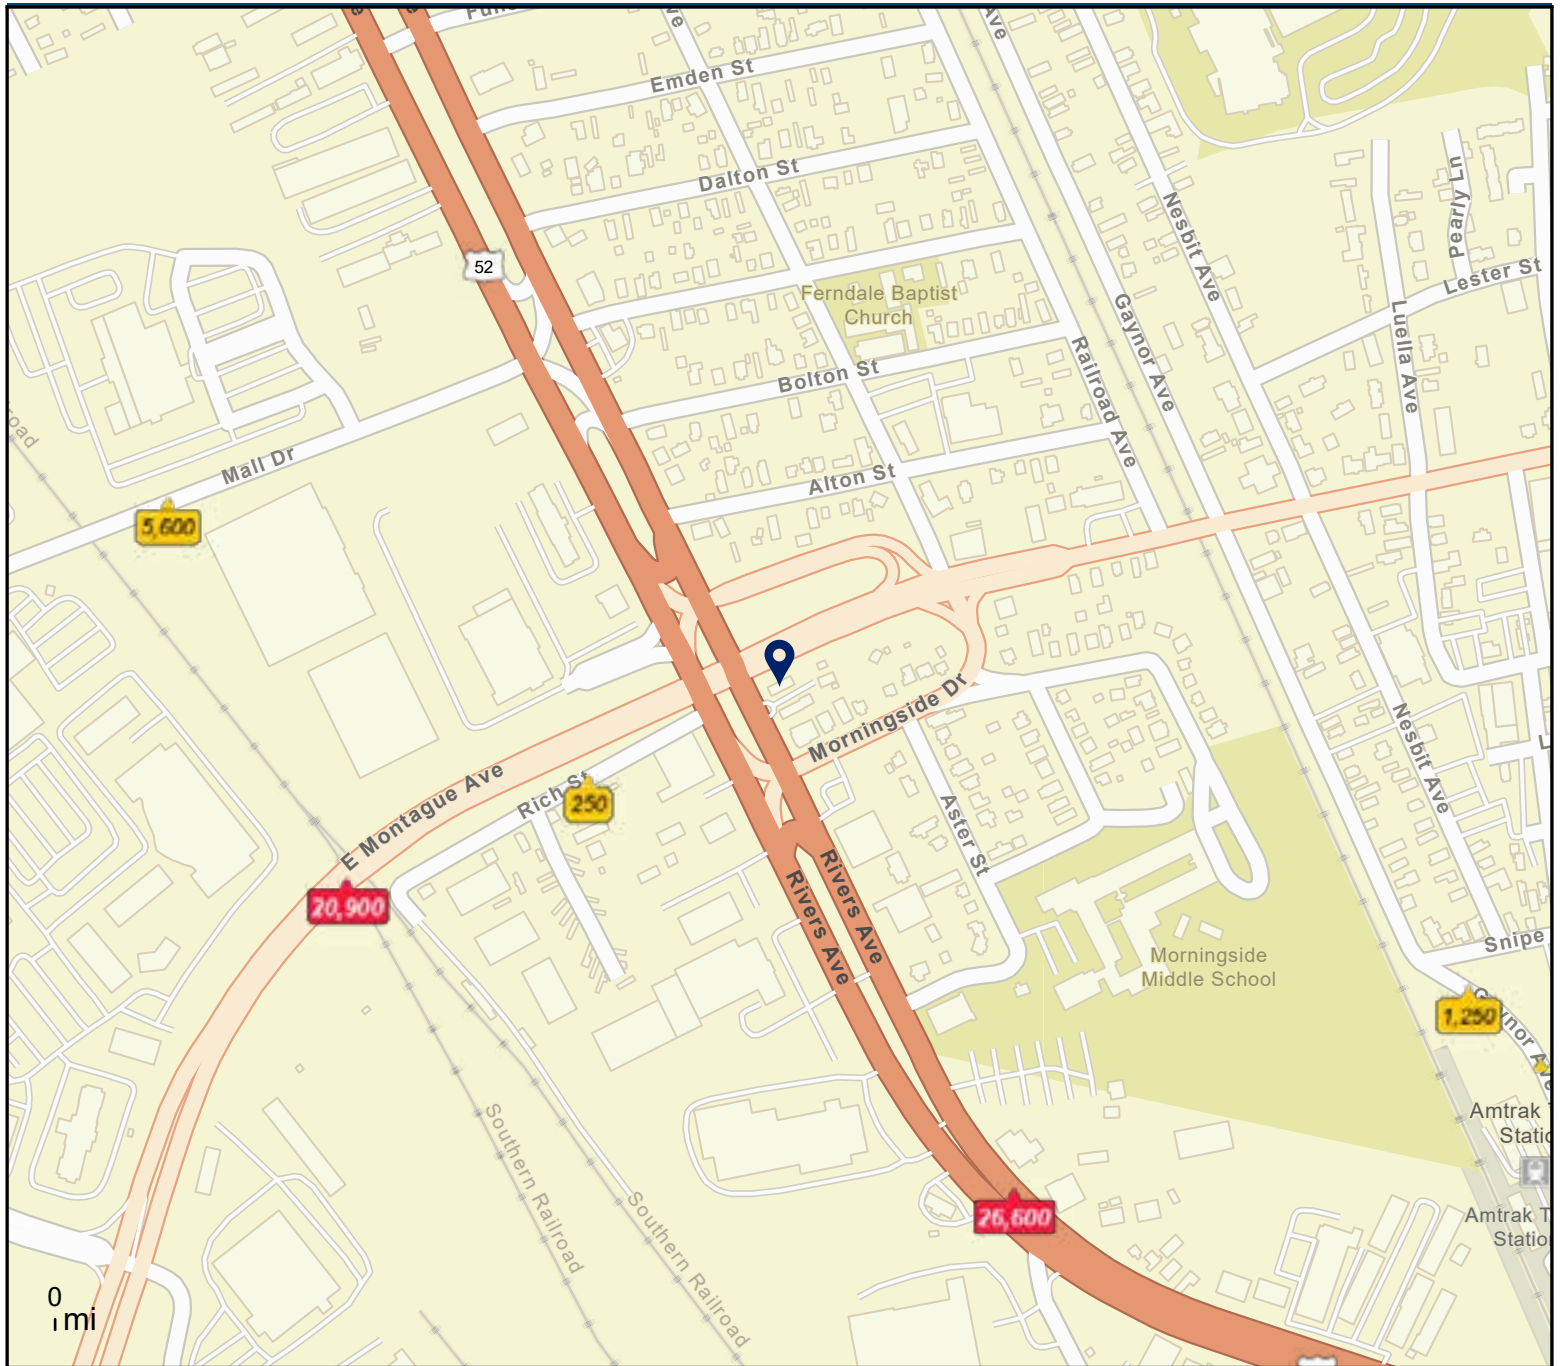 Emden St
Dalton St
52
Ferndale Baptist
Church
Nesbit Ave
Pearly Ln
Lester St
Gaynor Ave
Luella Ave
Railroad Ave
Bolton St
Alton St
Mall Dr
5,600
Morningside Dr
E Montague Ave
Rich St
250
Aster St
Nesbit Ave
20,900
Rivers Ave
Rivers Ave
Morningside
Middle School
Snipe
1,250
Southern Railroad
Southern Railroad
Amtrak
Amtrak
26,600
0
mi